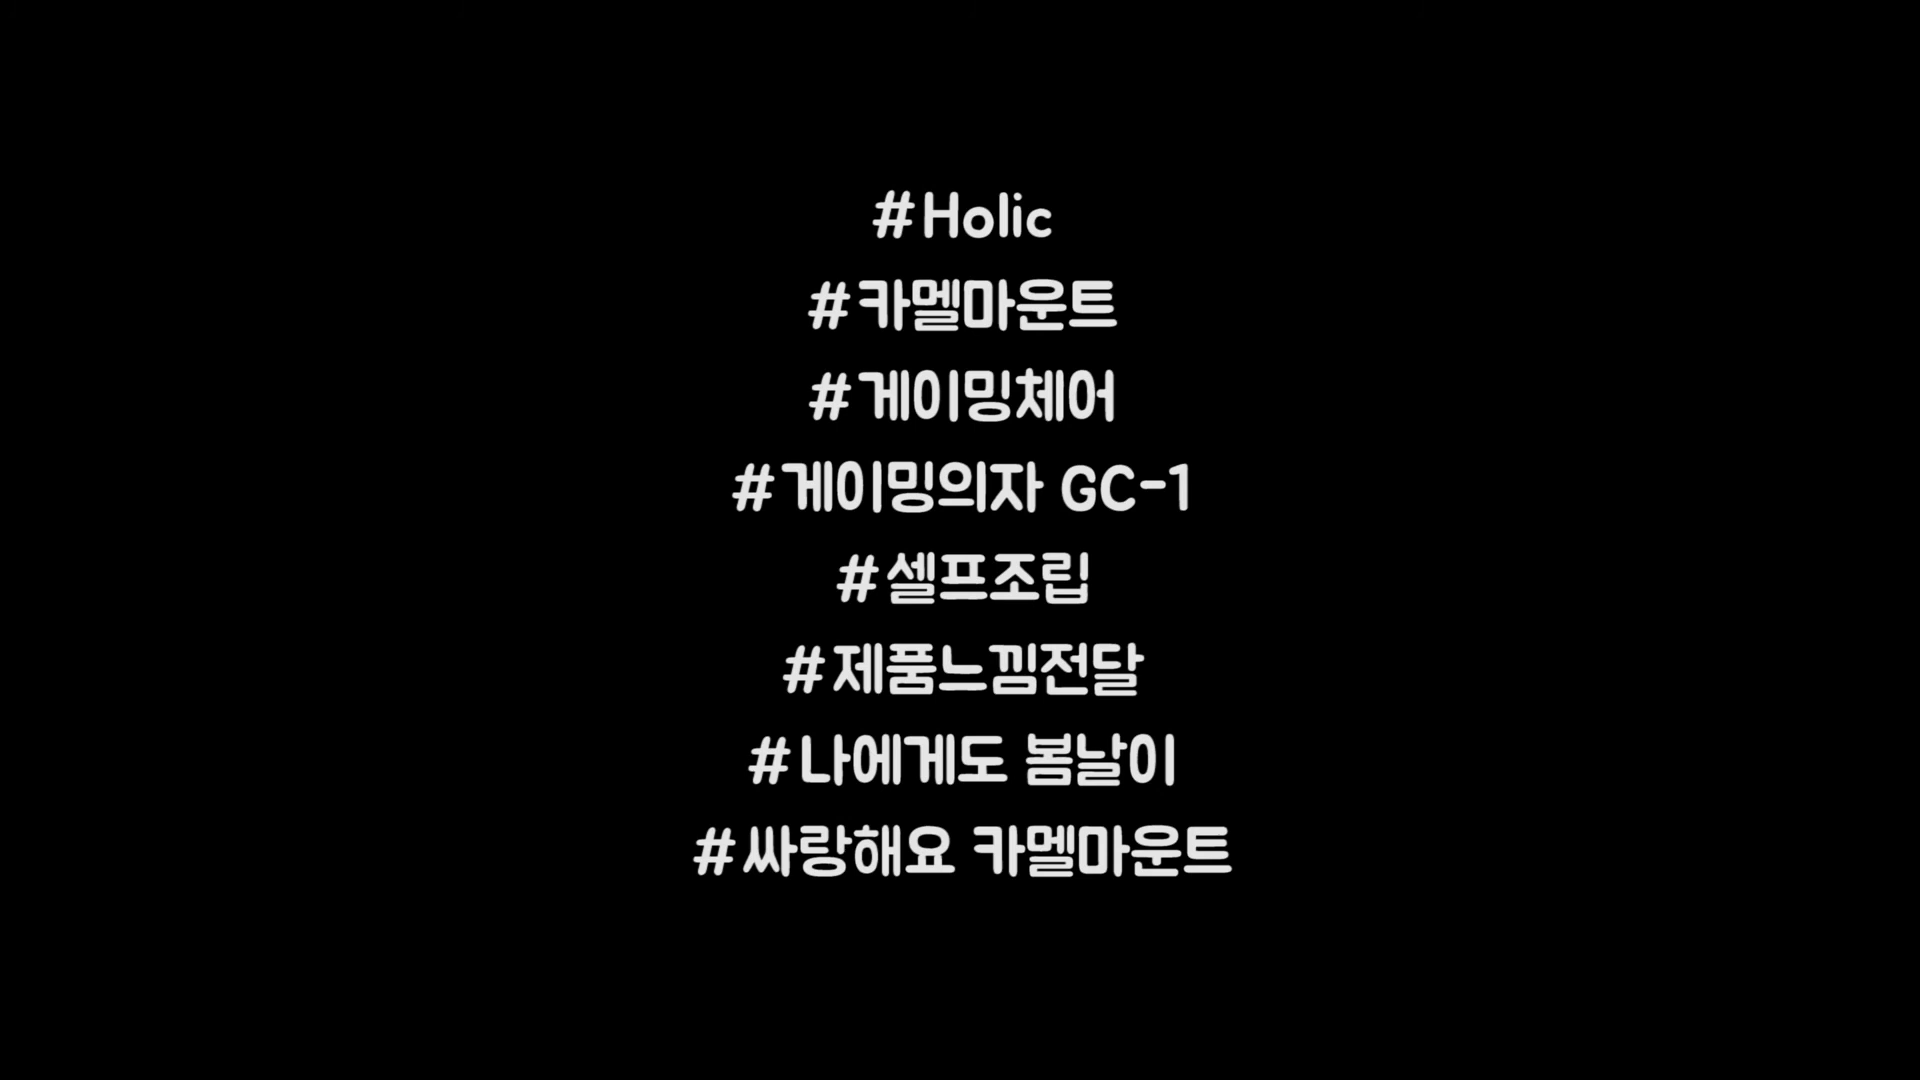 #Holic
#카멜마운트
#게이밍체어
#게이밍의자 GC-1
#셀프조립
#제품느낌전달
#나에게도 봄날이
#싸랑해요 카멜마운트